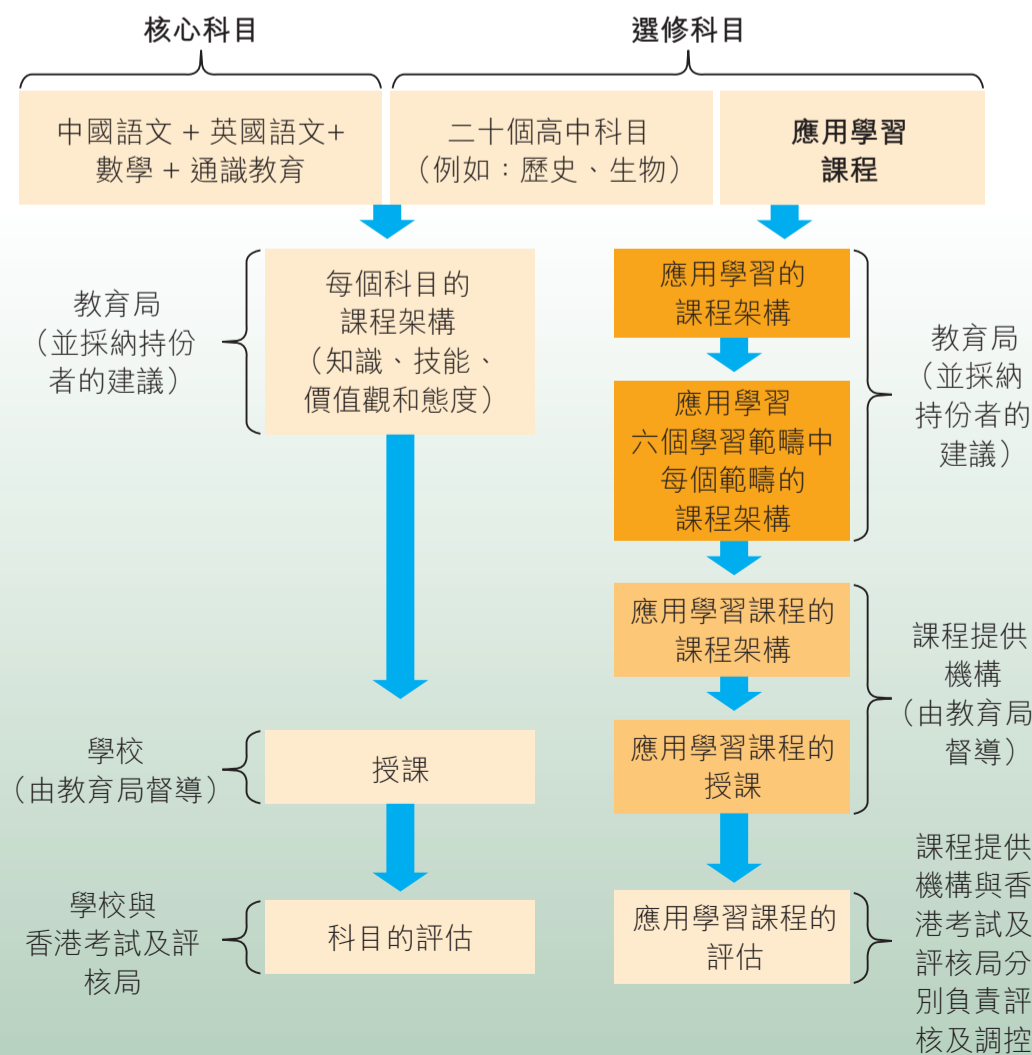 核心科目
選修科目
中國語文 + 英國語文+
數學 + 通識教育
二十個高中科目
（例如：歷史、生物）
應用學習
課程
教育局
（並採納持份
者的建議）
每個科目的
課程架構
（知識、技能、
價值觀和態度）
應用學習的
課程架構
應用學習
六個學習範疇中
每個範疇的
課程架構
教育局
（並採納
持份者的
建議）
應用學習課程的
課程架構
應用學習課程的
授課
課程提供
機構
（由教育局
督導）
學校
（由教育局督導）
授課
學校與
香港考試及評
核局
科目的評估
應用學習課程的
評估
課程提供
機構與香
港考試及
評核局分
別負責評
核及調控